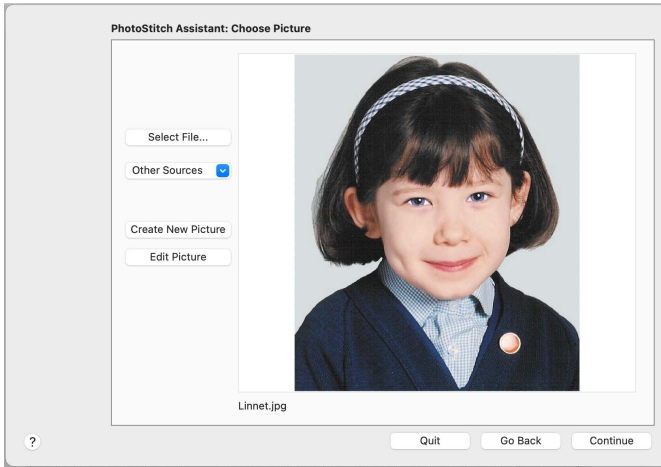 PhotoStitch Assistant: Choose Picture
Select File...
Other Sources
Create New Picture
Edit Picture
Linnet.jpg
?
Quit
Go Back
Continue